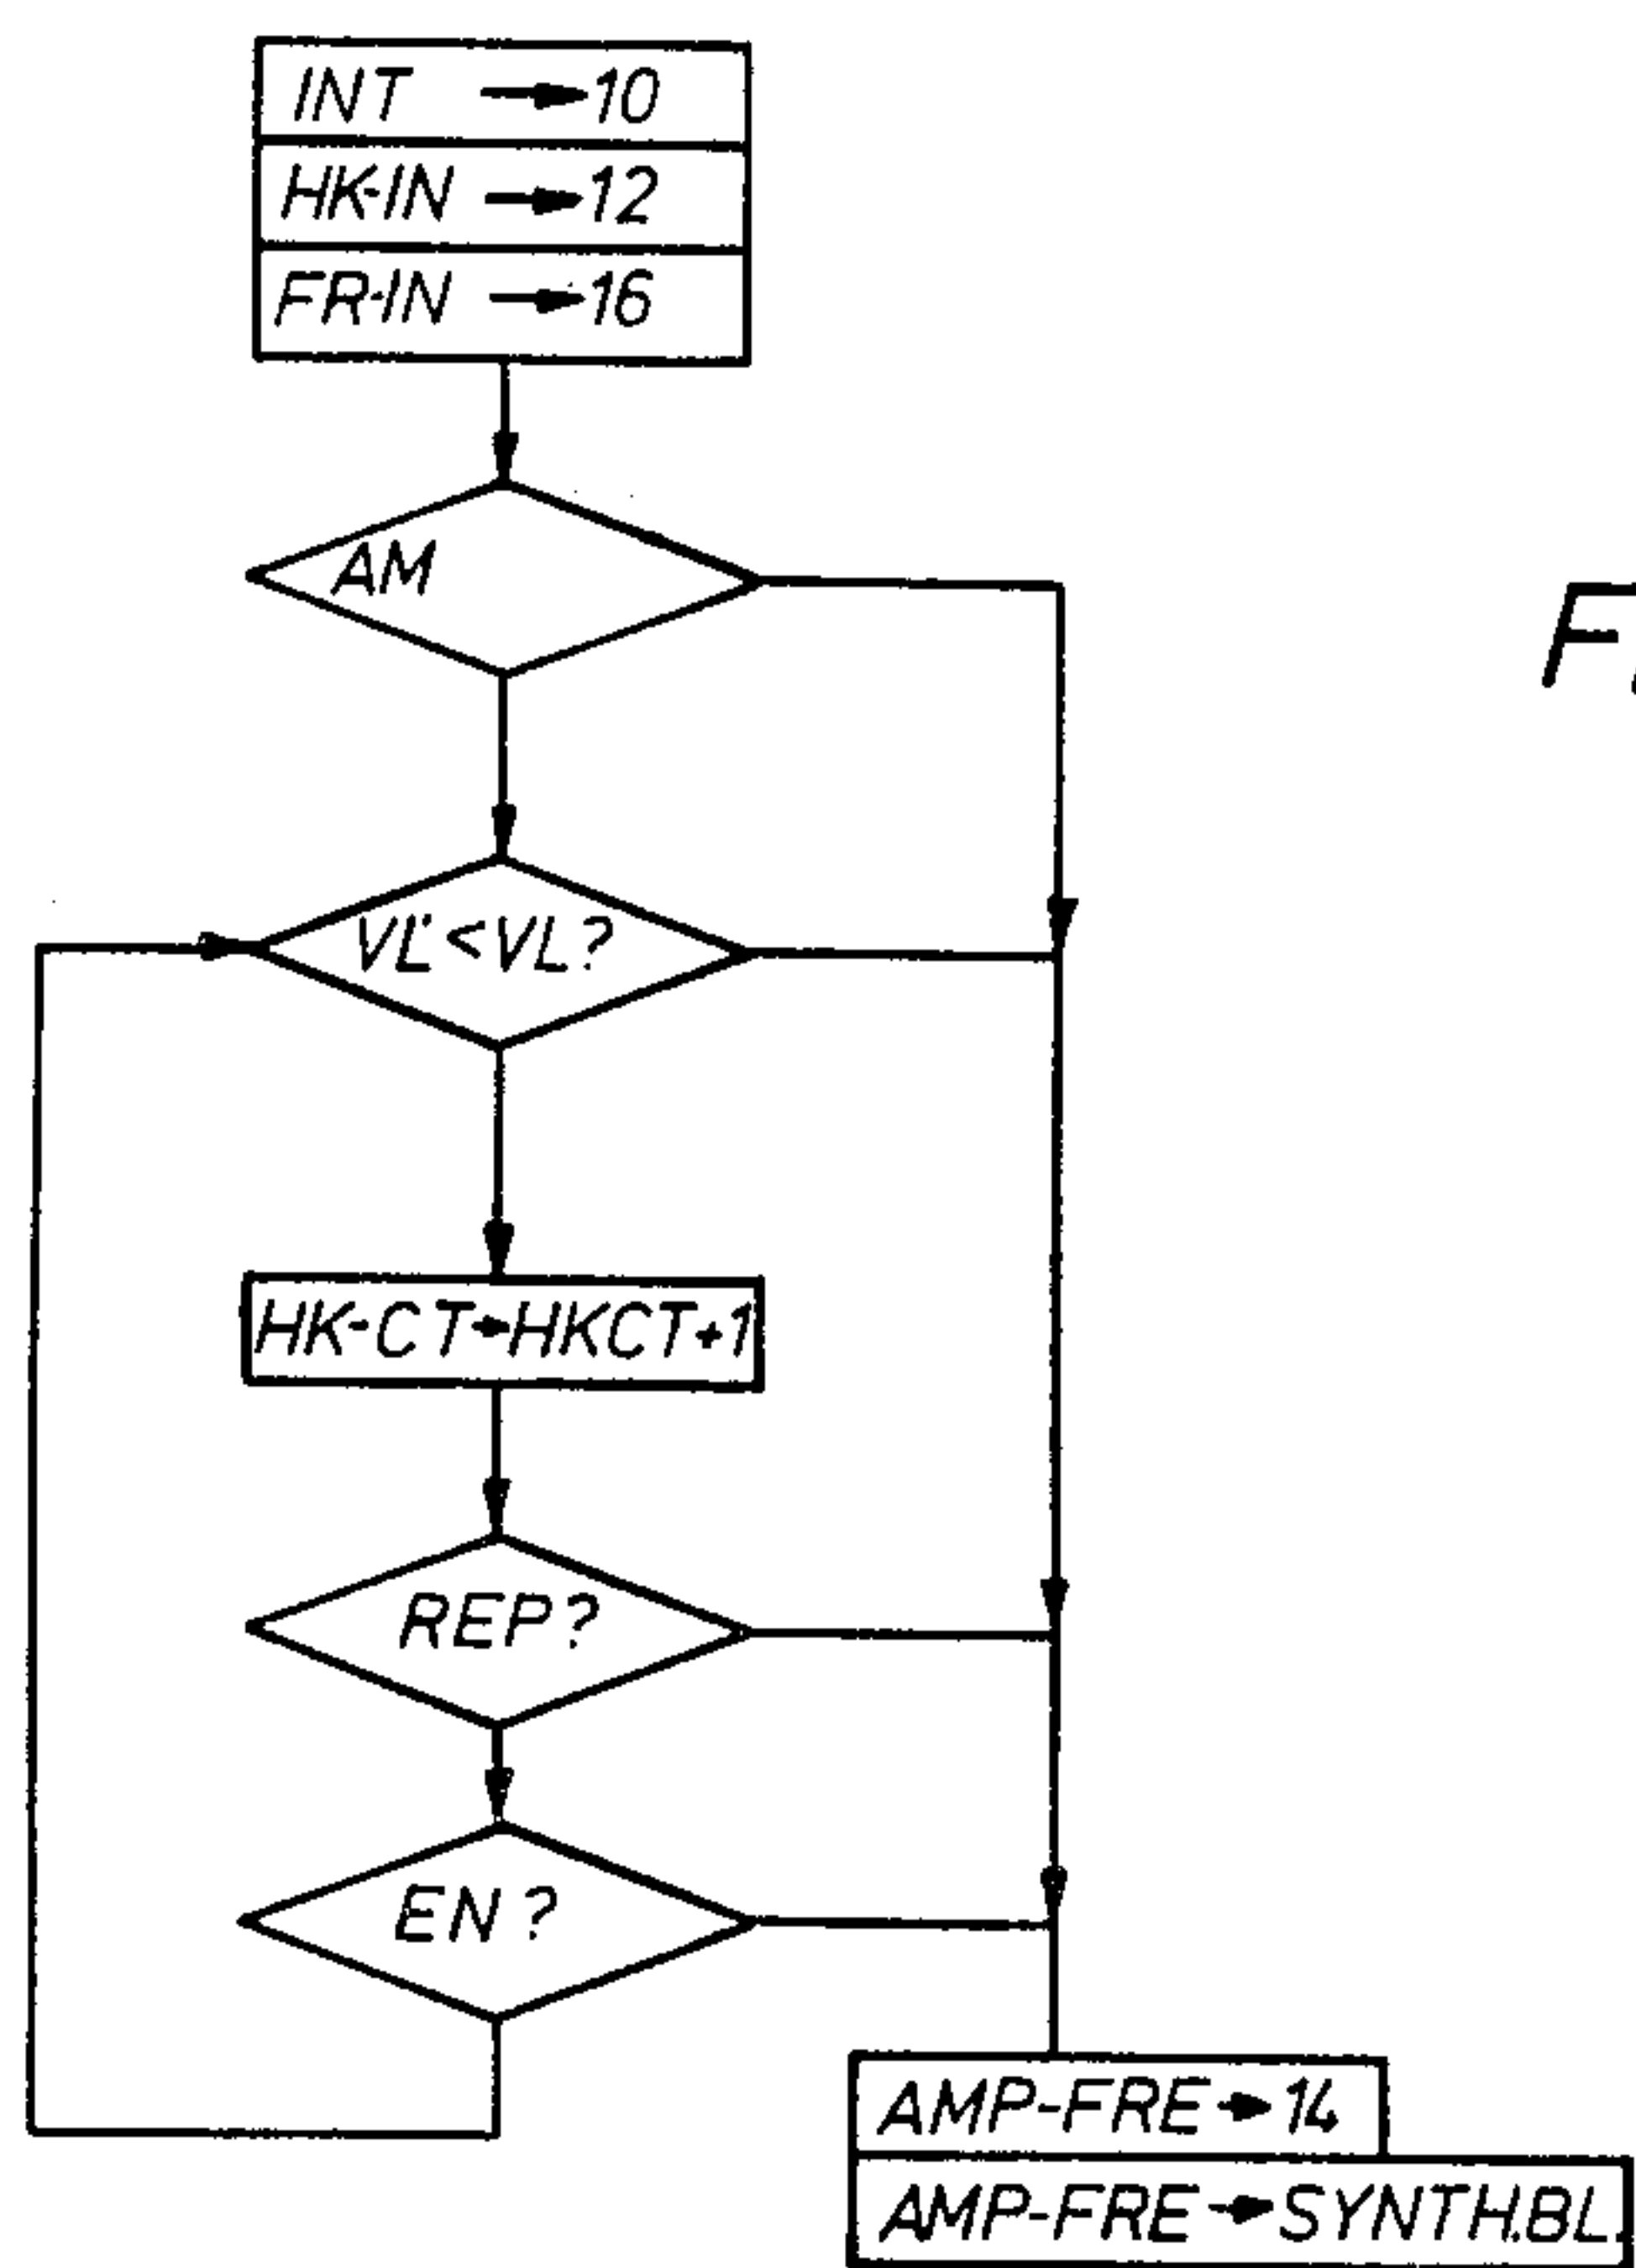 INT → 10
HK-IN → 12
FR-IN → 16
AM
VL' < VL?
HK-CT → HKCT+1
REP?
EN?
AMP-FRE → 14
AMP-FRE → SYNTH.BL.